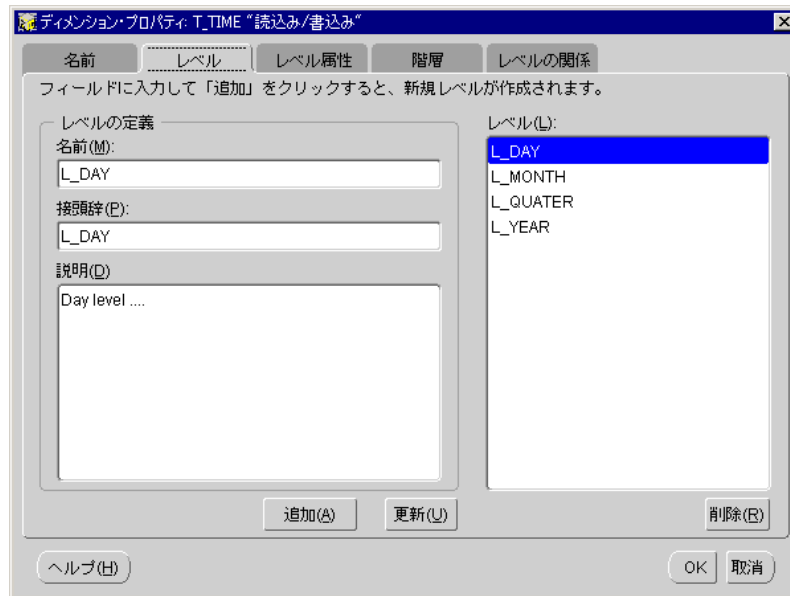 ディメンション・プロパティ: T_TIME “読込み/書込み“
名前 レベル レベル属性 階層 レベルの関係
フィールドに入力して「追加」をクリックすると、新規レベルが作成されます。
レベルの定義
名前(M):
L_DAY
接頭辞(P):
L_DAY
説明(D)
Day level ....
レベル(L):
L_DAY
L_MONTH
L_QUATER
L_YEAR
追加(A) 更新(U) 削除(R)
ヘルプ(H) OK 取消